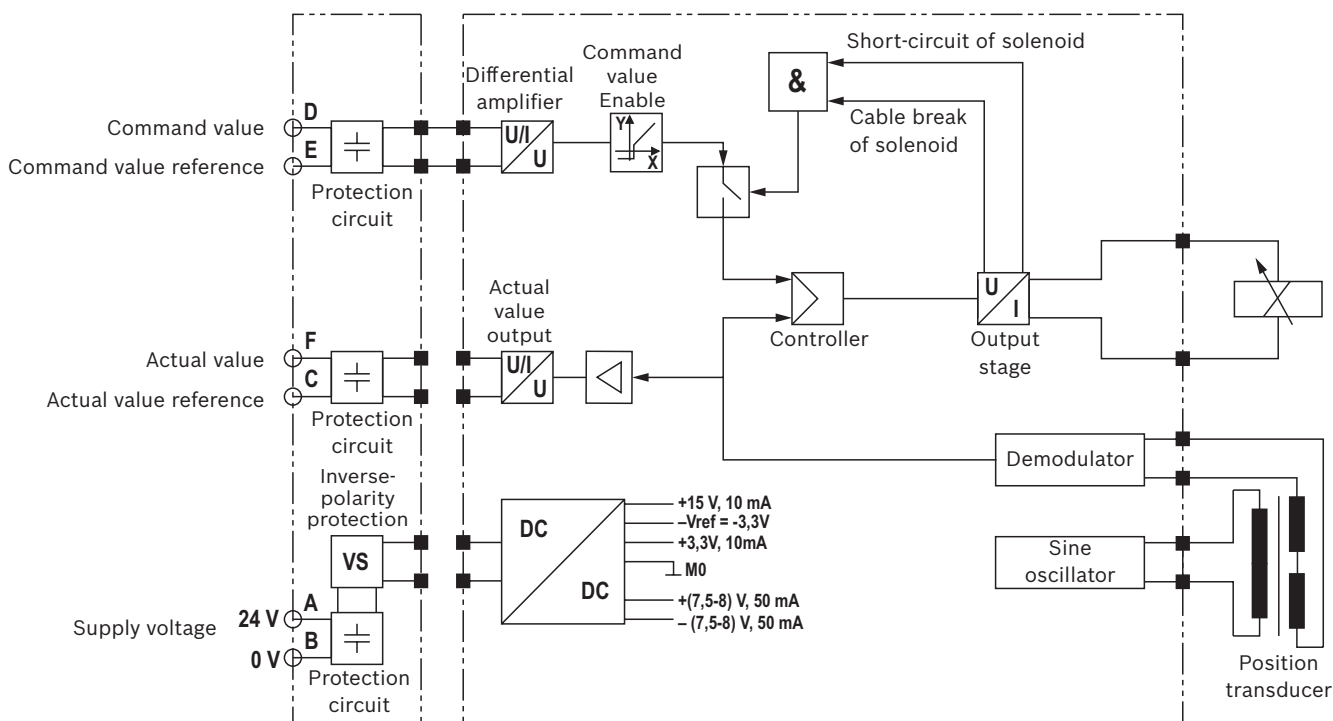 Short-circuit of solenoid
Command
value
Enable
Differential
amplifier
&
Cable break
of solenoid
Command value
D
U/I
U
Y
X
Command value reference
E
Protection
circuit
Actual
value
output
U
I
Controller
Output
stage
Actual value
F
U/I
U
Actual value reference
C
Protection
circuit
Demodulator
Inverse-
polarity
protection
VS
DC
DC
+15 V, 10 mA
–Vref = -3,3V
+3,3V, 10mA
M0
+(7,5-8) V, 50 mA
– (7,5-8) V, 50 mA
Sine
oscillator
Supply voltage
24 V
A
B
0 V
Protection
circuit
Position
transducer